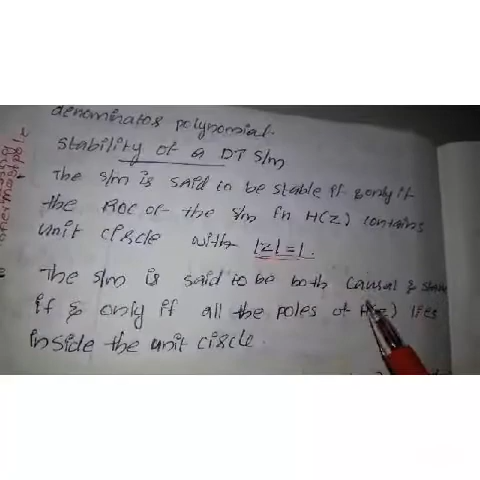 denominator polynomial.
Stability of a DT S/m
The s/m is said to be stable if & only if
the ROC of the s/m fn H(z) contains
unit circle with |z|=1.
The s/m is said to be both causal &
if & only if all the poles of H(z) lies
inside the unit circle.